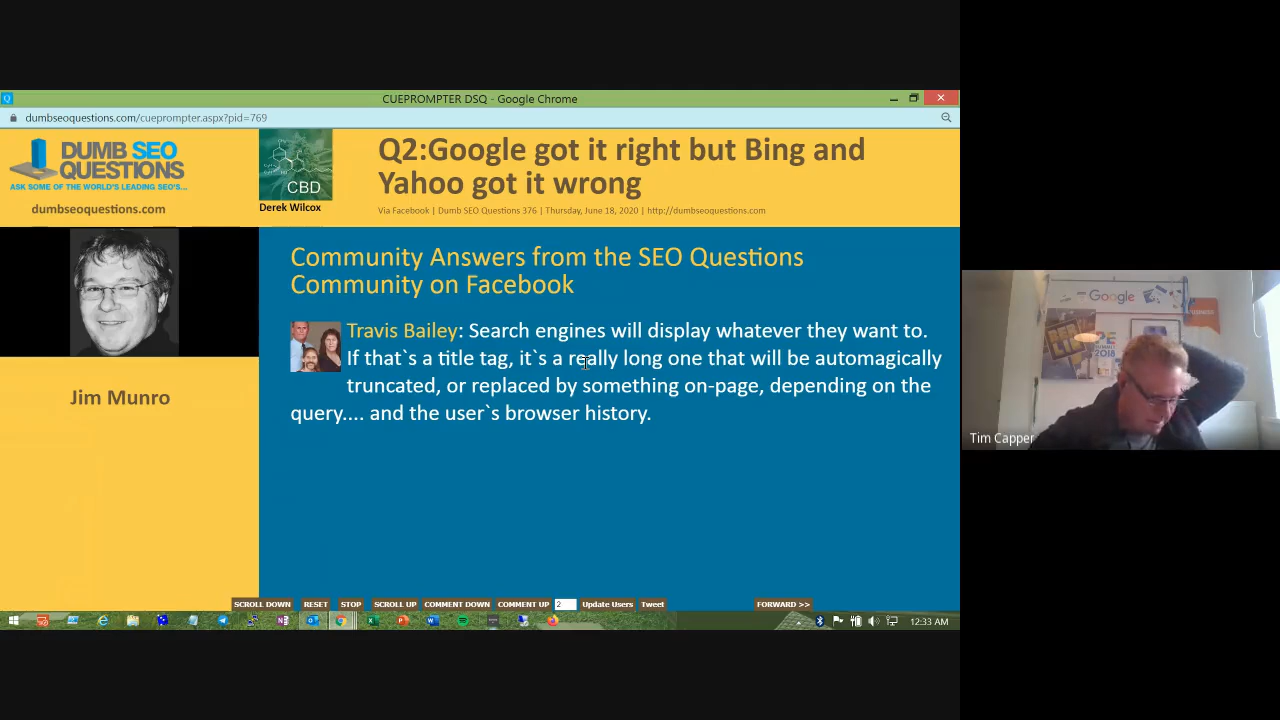 CUEPROMPTER DSQ - Google Chrome
dumbseoquestions.com/cueprompter.aspx?pid=769
DUMB SEO
QUESTIONS
ASK SOME OF THE WORLD'S LEADING SEO'S...
dumbseoquestions.com
CBD
Derek Wilcox
Q2:Google got it right but Bing and
Yahoo got it wrong
Via Facebook | Dumb SEO Questions 376 | Thursday, June 18, 2020 | http://dumbseoquestions.com
Jim Munro
Community Answers from the SEO Questions
Community on Facebook
Travis Bailey: Search engines will display whatever they want to.
If that`s a title tag, it`s a really long one that will be automagically
truncated, or replaced by something on-page, depending on the
query.... and the user`s browser history.
SCROLL DOWN RESET STOP SCROLL UP COMMENT DOWN COMMENT UP 2 Update Users Tweet FORWARD >>
12:33 AM
Google
2018
Tim Capper